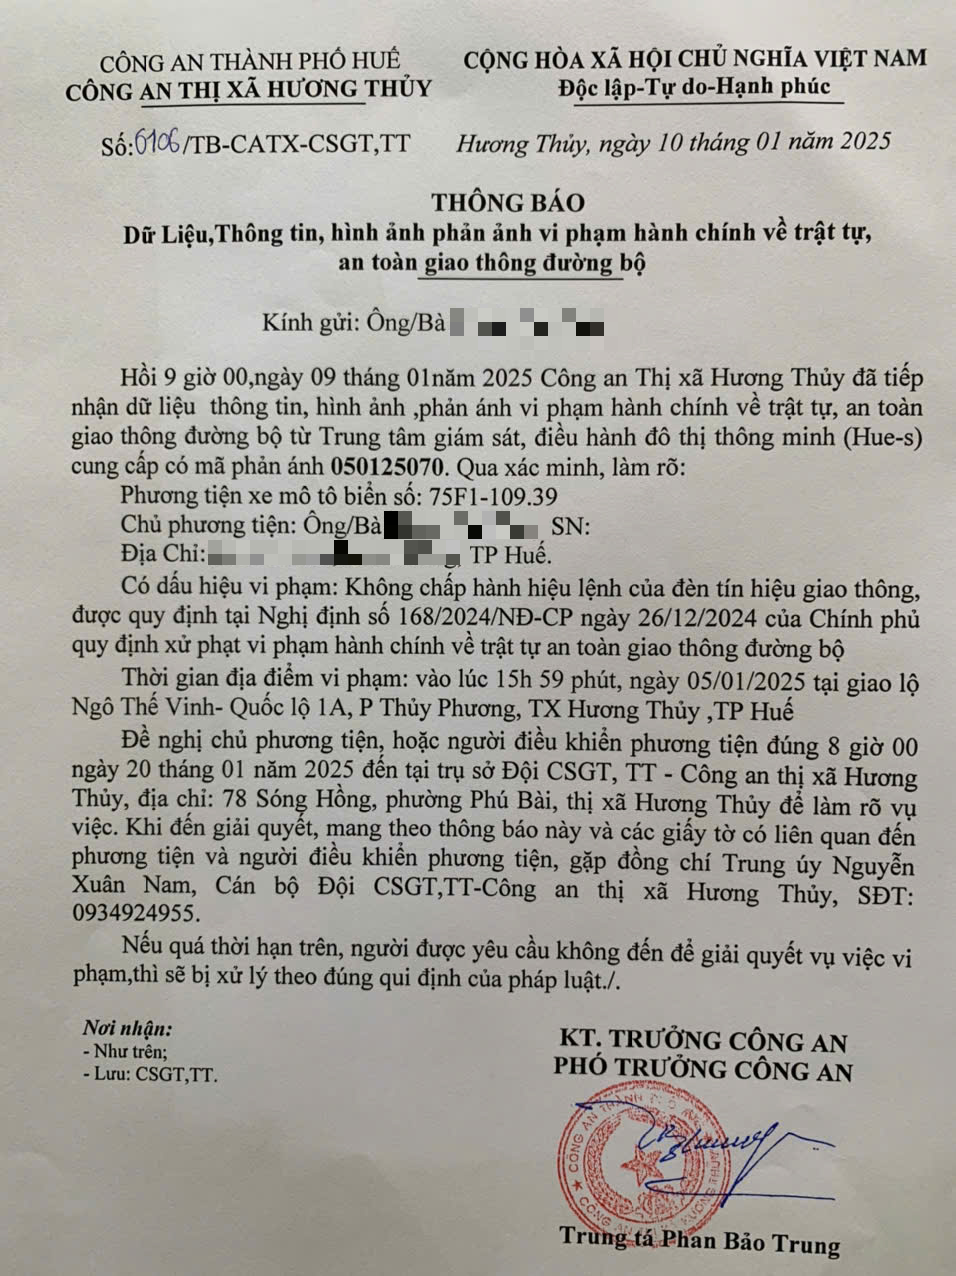 CÔNG AN THÀNH PHỐ HUẾ
CÔNG AN THỊ XÃ HƯƠNG THỦY
CỘNG HÒA XÃ HỘI CHỦ NGHĨA VIỆT NAM
Độc lập-Tự do-Hạnh phúc
Số:6106/TB-CATX-CSGT,TT
Hương Thủy, ngày 10 tháng 01 năm 2025
THÔNG BÁO
Dữ Liệu,Thông tin, hình ảnh phản ảnh vi phạm hành chính về trật tự,
an toàn giao thông đường bộ
Kính gửi: Ông/Bà
Hồi 9 giờ 00,ngày 09 tháng 01năm 2025 Công an Thị xã Hương Thủy đã tiếp
nhận dữ liệu thông tin, hình ảnh ,phản ánh vi phạm hành chính về trật tự, an toàn
giao thông đường bộ từ Trung tâm giám sát, điều hành đô thị thông minh (Hue-s)
cung cấp có mã phản ánh 050125070. Qua xác minh, làm rõ:
Phương tiện xe mô tô biển số: 75F1-109.39
Chủ phương tiện: Ông/Bà SN:
Địa Chỉ: , TP Huế.
Có dấu hiệu vi phạm: Không chấp hành hiệu lệnh của đèn tín hiệu giao thông,
được quy định tại Nghị định số 168/2024/NĐ-CP ngày 26/12/2024 của Chính phủ
quy định xử phạt vi phạm hành chính về trật tự an toàn giao thông đường bộ
Thời gian địa điểm vi phạm: vào lúc 15h 59 phút, ngày 05/01/2025 tại giao lộ
Ngô Thế Vinh- Quốc lộ 1A, P Thủy Phương, TX Hương Thủy ,TP Huế
Đề nghị chủ phương tiện, hoặc người điều khiển phương tiện đúng 8 giờ 00
ngày 20 tháng 01 năm 2025 đến tại trụ sở Đội CSGT, TT - Công an thị xã Hương
Thủy, địa chỉ: 78 Sóng Hồng, phường Phú Bài, thị xã Hương Thủy để làm rõ vụ
việc. Khi đến giải quyết, mang theo thông báo này và các giấy tờ có liên quan đến
phương tiện và người điều khiển phương tiện, gặp đồng chí Trung úy Nguyễn
Xuân Nam, Cán bộ Đội CSGT,TT-Công an thị xã Hương Thủy, SĐT:
0934924955.
Nếu quá thời hạn trên, người được yêu cầu không đến để giải quyết vụ việc vi
phạm,thì sẽ bị xử lý theo đúng qui định của pháp luật./.
Nơi nhận:
- Như trên;
- Lưu: CSGT,TT.
KT. TRƯỞNG CÔNG AN
PHÓ TRƯỞNG CÔNG AN
CÔNG AN THÀNH
Trung tá Phan Bảo Trung